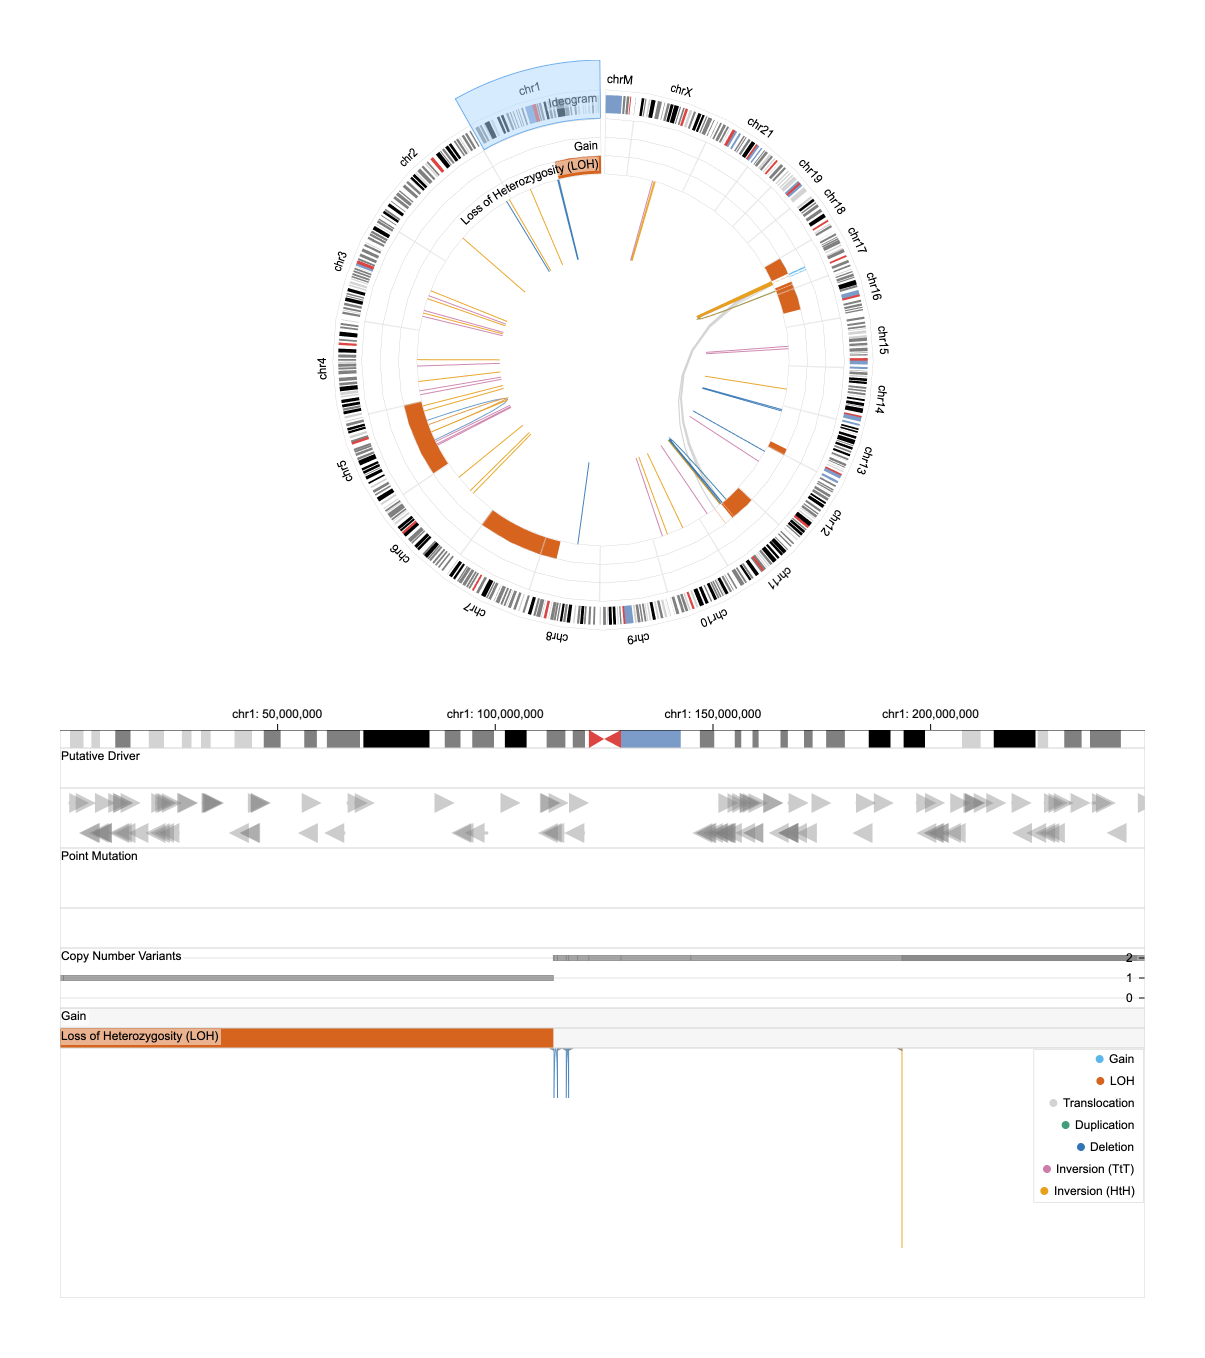 chrM
chrX
chr21
chr19
chr18
chr17
chr16
chr15
chr14
chr13
chr12
chr11
chr10
chr9
chr8
chr7
chr6
chr5
chr4
chr3
chr2
chr1
Ideogram
Gain
Loss of Heterozygosity (LOH)
chr1: 50,000,000
chr1: 100,000,000
chr1: 150,000,000
chr1: 200,000,000
Putative Driver
Point Mutation
Copy Number Variants
2
1
0
Gain
Loss of Heterozygosity (LOH)
Gain
LOH
Translocation
Duplication
Deletion
Inversion (TtT)
Inversion (HtH)